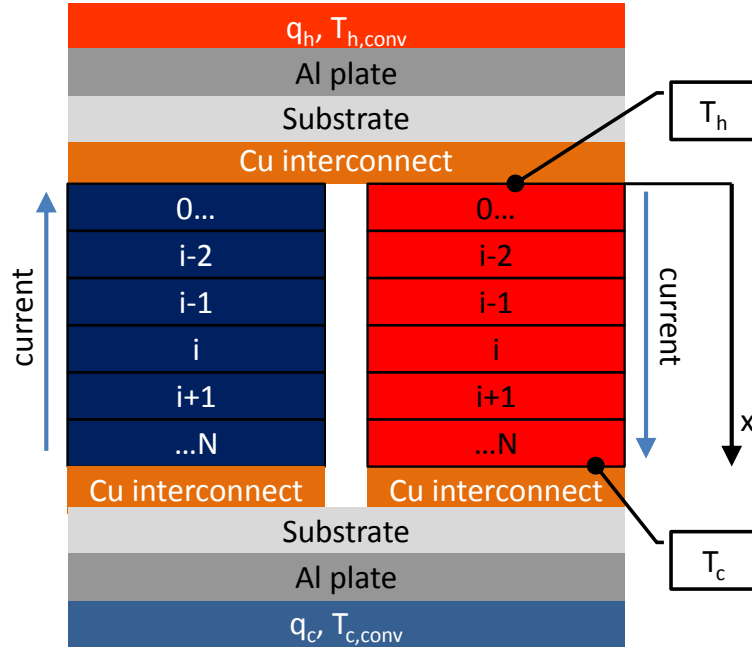 q_h, T_h,conv
Al plate
Substrate
T_h
Cu interconnect
0...
0...
i-2
i-2
i-1
i-1
i
i
i+1
i+1
...N
...N
current
current
x
Cu interconnect
Cu interconnect
Substrate
T_c
Al plate
q_c, T_c,conv